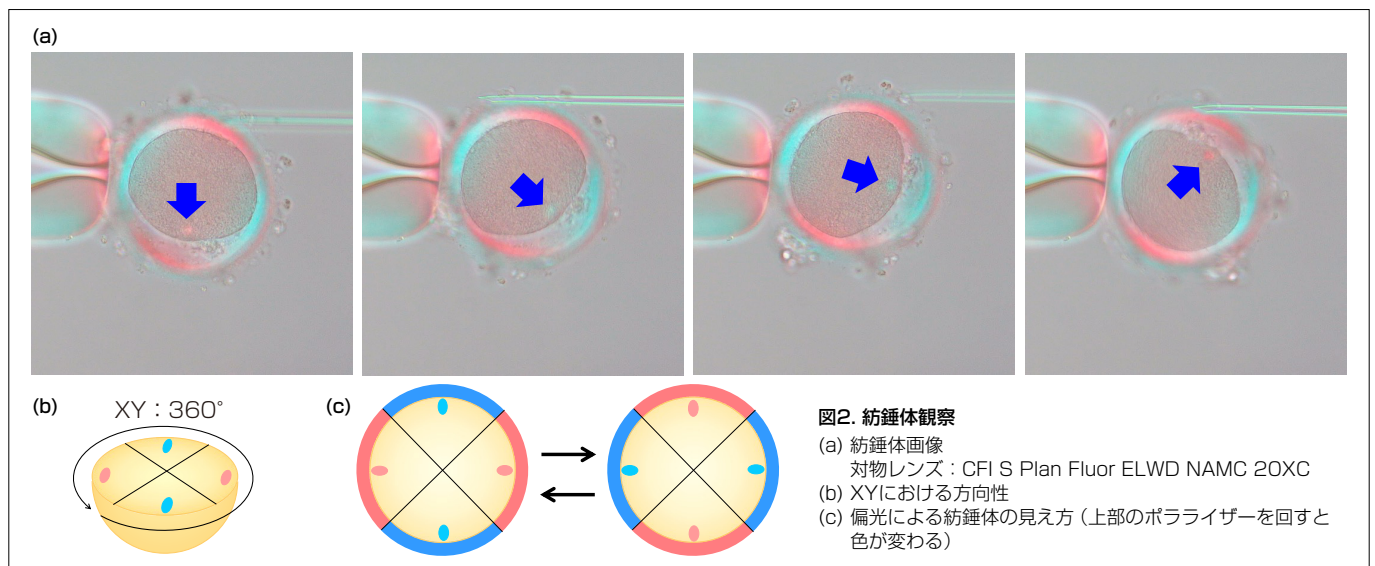 (a)
(b)
XY：360°
(c)
図2. 紡錘体観察
(a) 紡錘体画像
対物レンズ：CFI S Plan Fluor ELWD NAMC 20XC
(b) XYにおける方向性
(c) 偏光による紡錘体の見え方（上部のポラライザーを回すと
色が変わる）